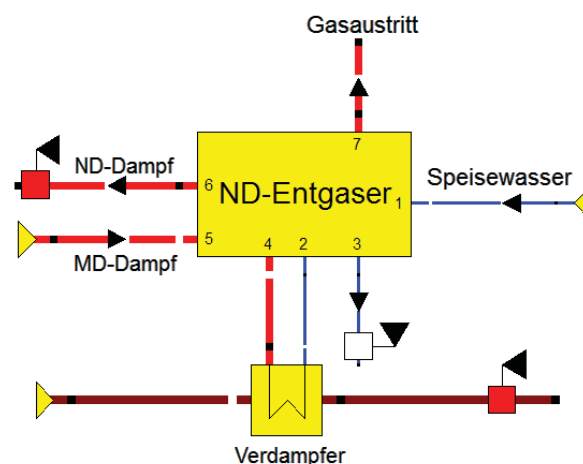 Gasaustritt
7
ND-Dampf
6
ND-Entgaser
1
Speisewasser
5
MD-Dampf
4 2 3
Verdampfer